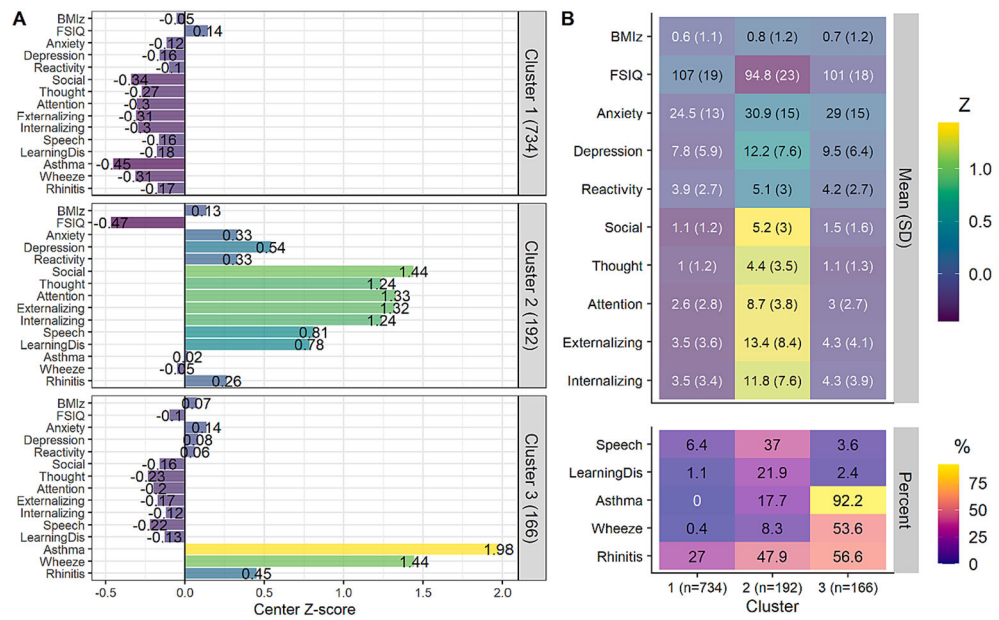 A
BMIz -0.05
FSIQ 0.14
Anxiety -0.12
Depression -0.16
Reactivity -0.1
Social -0.34
Thought -0.27
Attention -0.3
Externalizing -0.31
Internalizing -0.3
Speech -0.16
LearningDis -0.18
Asthma -0.45
Wheeze -0.31
Rhinitis -0.17
Cluster 1 (734)
BMIz 0.13
FSIQ -0.47
Anxiety 0.33
Depression 0.54
Reactivity 0.33
Social 1.44
Thought 1.24
Attention 1.33
Externalizing 1.32
Internalizing 1.24
Speech 0.81
LearningDis 0.78
Asthma 0.02
Wheeze -0.05
Rhinitis 0.26
Cluster 2 (192)
BMIz 0.07
FSIQ -0.1
Anxiety 0.14
Depression 0.08
Reactivity 0.06
Social -0.16
Thought -0.23
Attention -0.2
Externalizing -0.17
Internalizing -0.12
Speech -0.22
LearningDis -0.13
Asthma 1.98
Wheeze 1.44
Rhinitis 0.45
Cluster 3 (166)
-0.5 0.0 0.5 1.0 1.5 2.0
Center Z-score
B
BMIz 0.6 (1.1) 0.8 (1.2) 0.7 (1.2)
FSIQ 107 (19) 94.8 (23) 101 (18)
Anxiety 24.5 (13) 30.9 (15) 29 (15)
Depression 7.8 (5.9) 12.2 (7.6) 9.5 (6.4)
Reactivity 3.9 (2.7) 5.1 (3) 4.2 (2.7)
Social 1.1 (1.2) 5.2 (3) 1.5 (1.6)
Thought 1 (1.2) 4.4 (3.5) 1.1 (1.3)
Attention 2.6 (2.8) 8.7 (3.8) 3 (2.7)
Externalizing 3.5 (3.6) 13.4 (8.4) 4.3 (4.1)
Internalizing 3.5 (3.4) 11.8 (7.6) 4.3 (3.9)
Mean (SD)
Z
1.0
0.5
0.0
Speech 6.4 37 3.6
LearningDis 1.1 21.9 2.4
Asthma 0 17.7 92.2
Wheeze 0.4 8.3 53.6
Rhinitis 27 47.9 56.6
Percent
%
75
50
25
0
1 (n=734) 2 (n=192) 3 (n=166)
Cluster